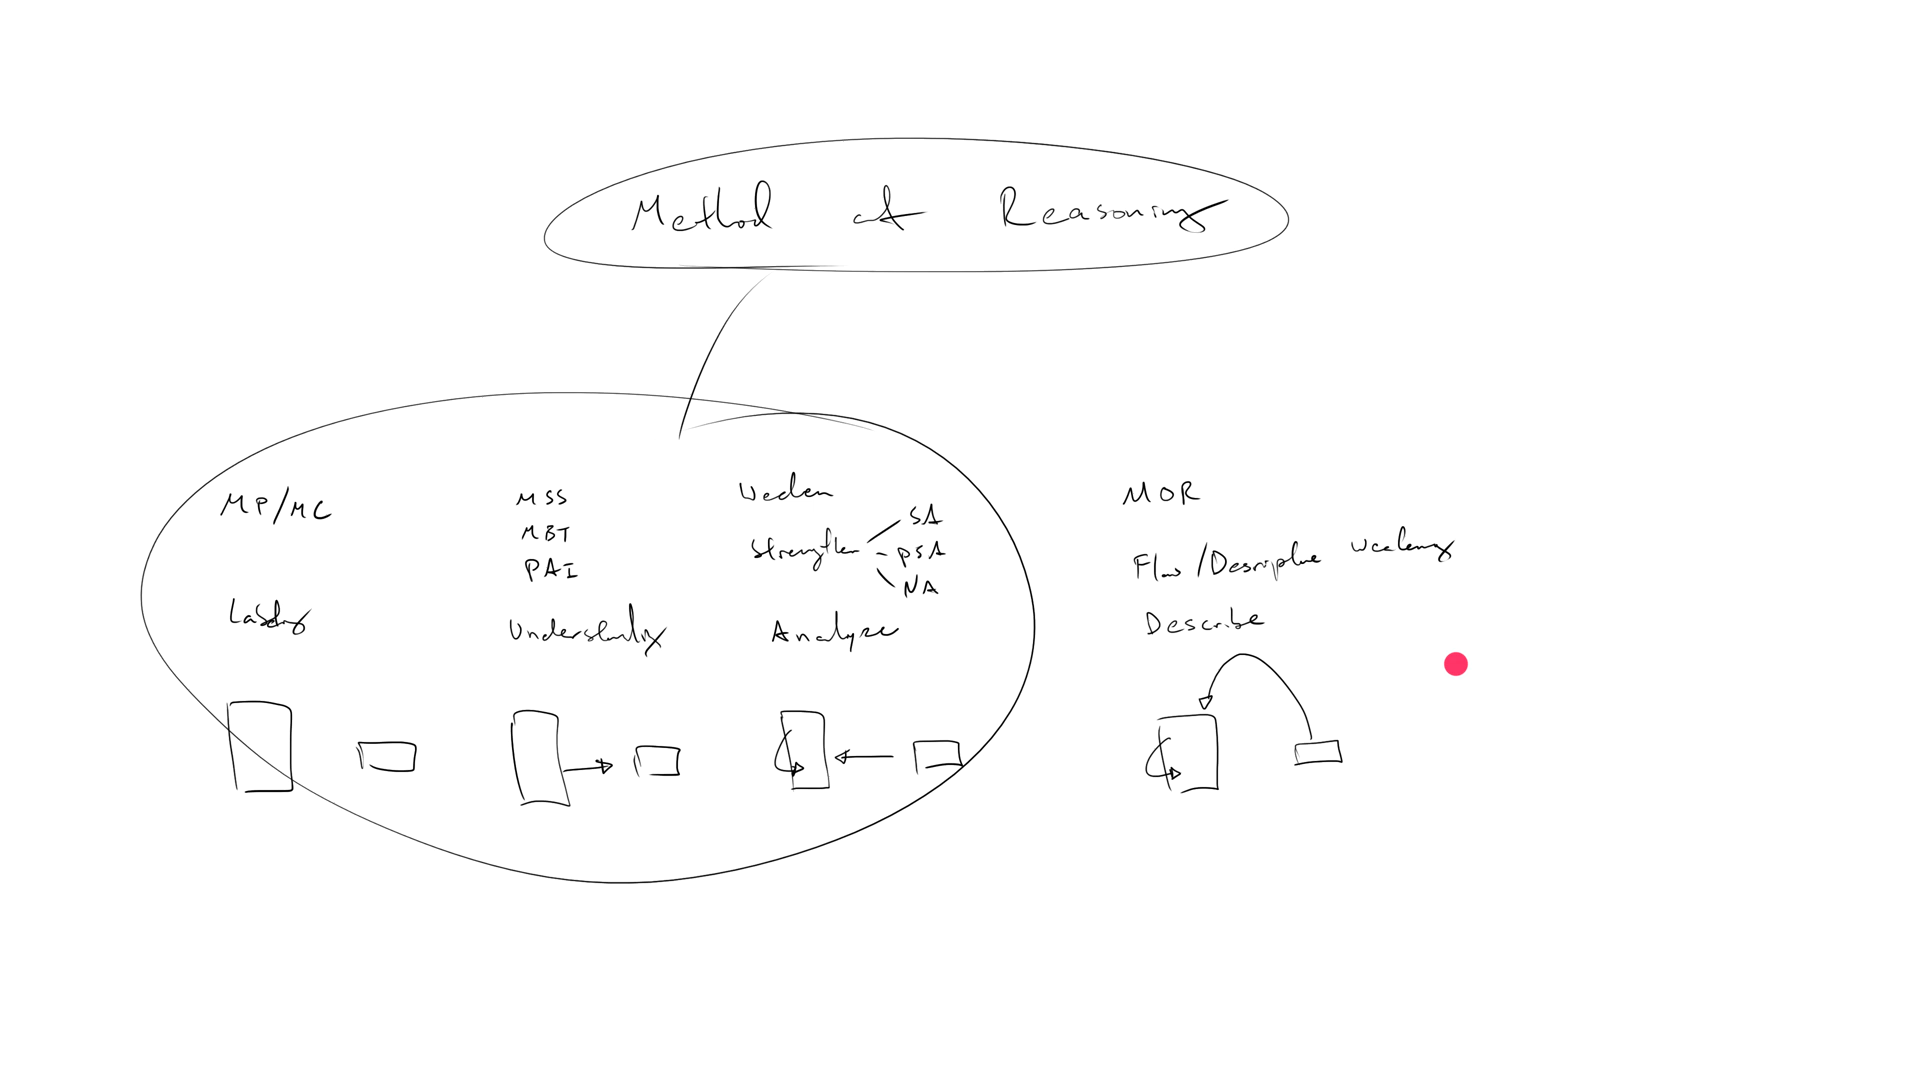 Method of Reasoning
MP/MC
Labeling
MSS
MBT
PAI
Understanding
Weaken
Strengthen
SA
PSA
NA
Analyze
MOR
Flaw/Descriptive Weakening
Describe